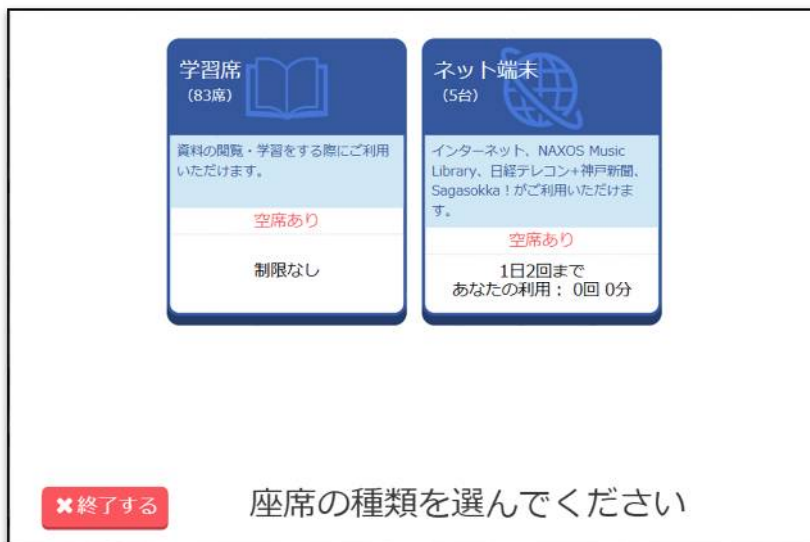 学習席
（83席）
資料の閲覧・学習をする際にご利用
いただけます。
空席あり
制限なし
ネット端末
（5台）
インターネット、NAXOS Music
Library、日経テレコン+神戸新聞、
Sagasokka！がご利用いただけま
す。
空席あり
1日2回まで
あなたの利用： 0回 0分
✖終了する
座席の種類を選んでください